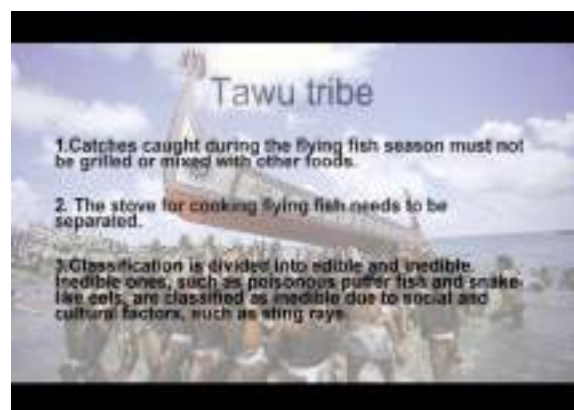 Tawu tribe
1.Catches caught during the flying fish season must not
be grilled or mixed with other foods.
2. The stove for cooking flying fish needs to be
separated.
3.Classification is divided into edible and inedible.
Inedible ones, such as poisonous puffer fish and snake-
like eels, are classified as inedible due to social and
cultural factors, such as sting rays.